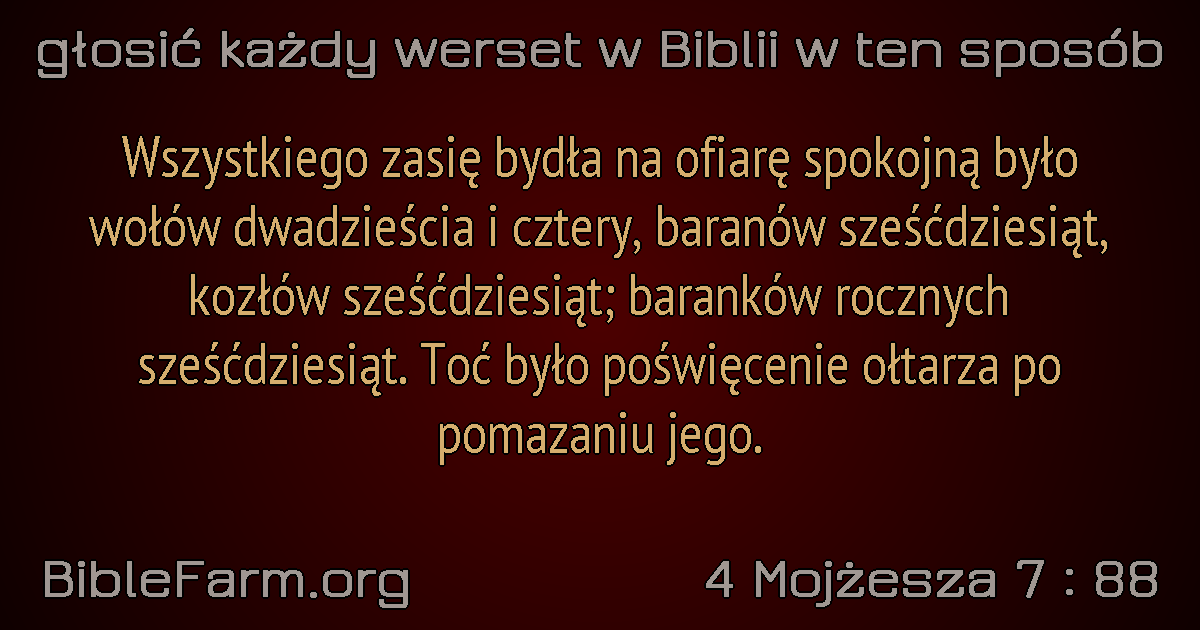 głosić każdy werset w Biblii w ten sposób
Wszystkiego zasię bydła na ofiarę spokojną było
wołów dwadzieścia i cztery, baranów sześćdziesiąt,
kozłów sześćdziesiąt; baranków rocznych
sześćdziesiąt. Toć było poświęcenie ołtarza po
pomazaniu jego.
BibleFarm.org
4 Mojżesza 7 : 88